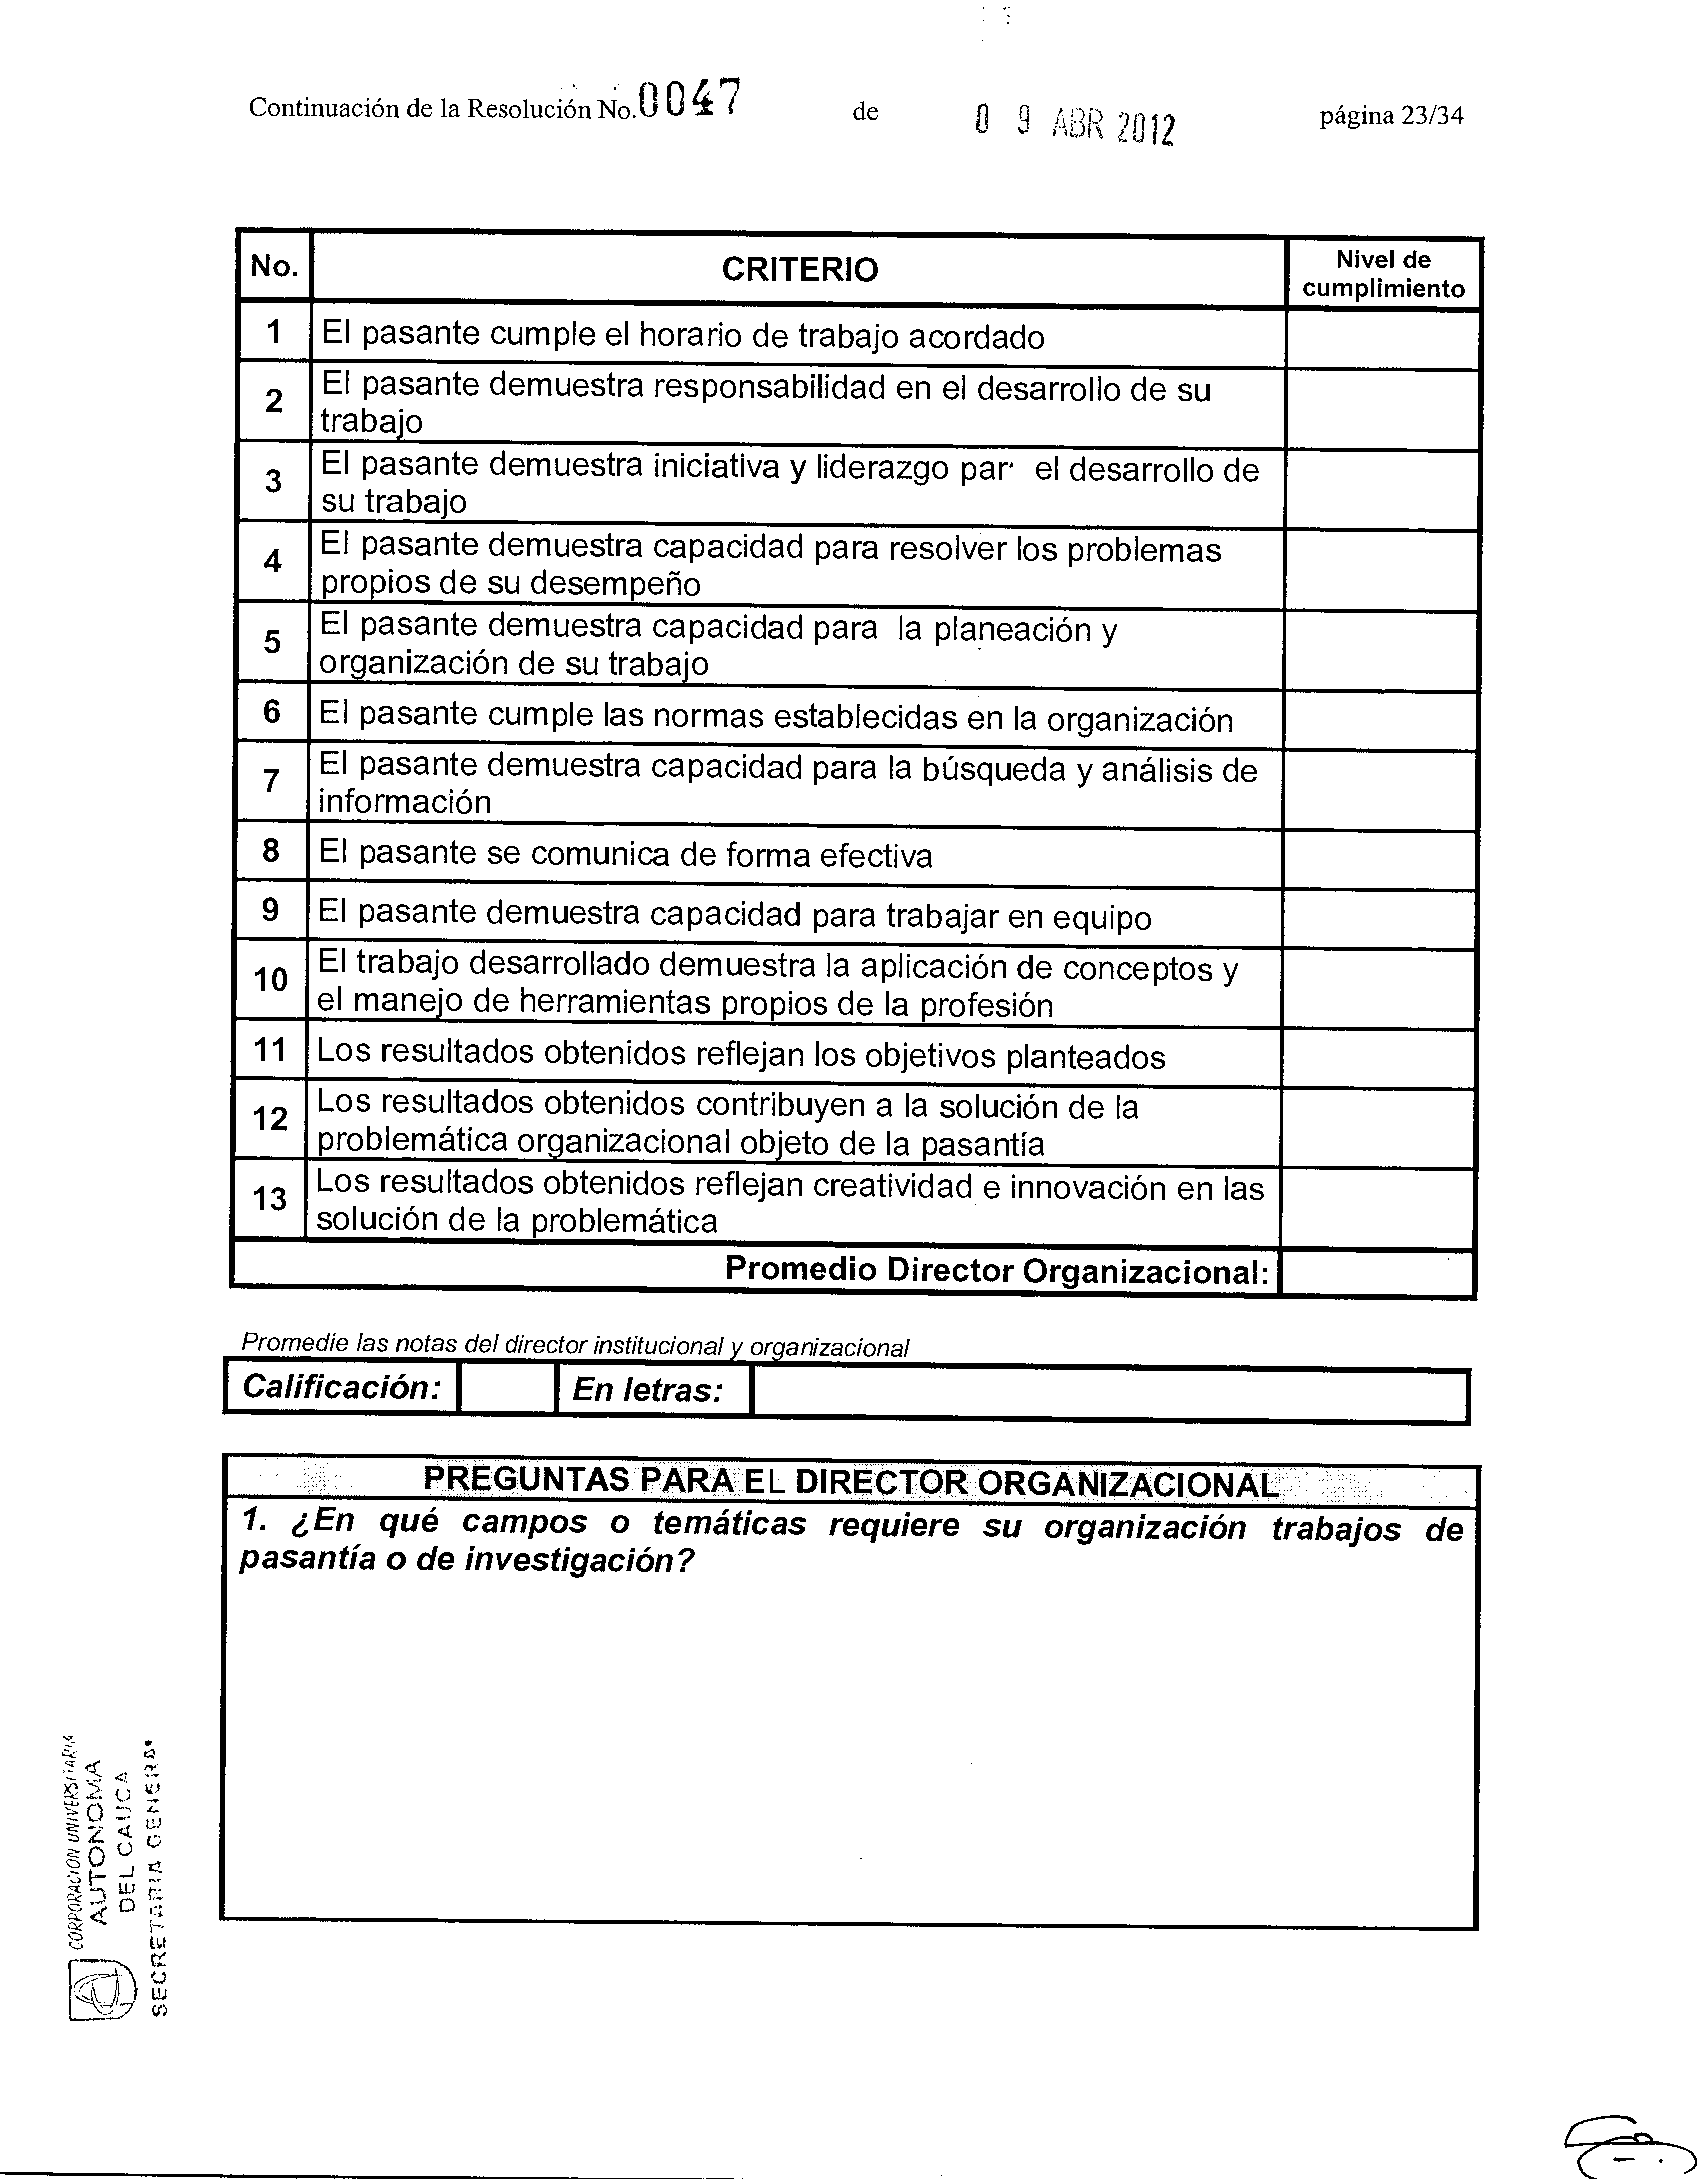 Continuación de la Resolución No. 0047 de 09 ABR 2012 página 23/34
No. CRITERIO Nivel de cumplimiento
1 El pasante cumple el horario de trabajo acordado
2 El pasante demuestra responsabilidad en el desarrollo de su
trabajo
3 El pasante demuestra iniciativa y liderazgo par el desarrollo de
su trabajo
4 El pasante demuestra capacidad para resolver los problemas
propios de su desempeño
5 El pasante demuestra capacidad para la planeación y
organización de su trabajo
6 El pasante cumple las normas establecidas en la organización
7 El pasante demuestra capacidad para la búsqueda y análisis de
información
8 El pasante se comunica de forma efectiva
9 El pasante demuestra capacidad para trabajar en equipo
10 El trabajo desarrollado demuestra la aplicación de conceptos y
el manejo de herramientas propios de la profesión
11 Los resultados obtenidos reflejan los objetivos planteados
12 Los resultados obtenidos contribuyen a la solución de la
problemática organizacional objeto de la pasantía
13 Los resultados obtenidos reflejan creatividad e innovación en las
solución de la problemática
Promedio Director Organizacional:
Promedie las notas del director institucional y organizacional
Calificación: En letras:
PREGUNTAS PARA EL DIRECTOR ORGANIZACIONAL
1. ¿En qué campos o temáticas requiere su organización trabajos de
pasantía o de investigación?
CORPORACION UNIVERSITARIA
AUTONOMA
DEL CAUCA
SECRETARIA GENERA